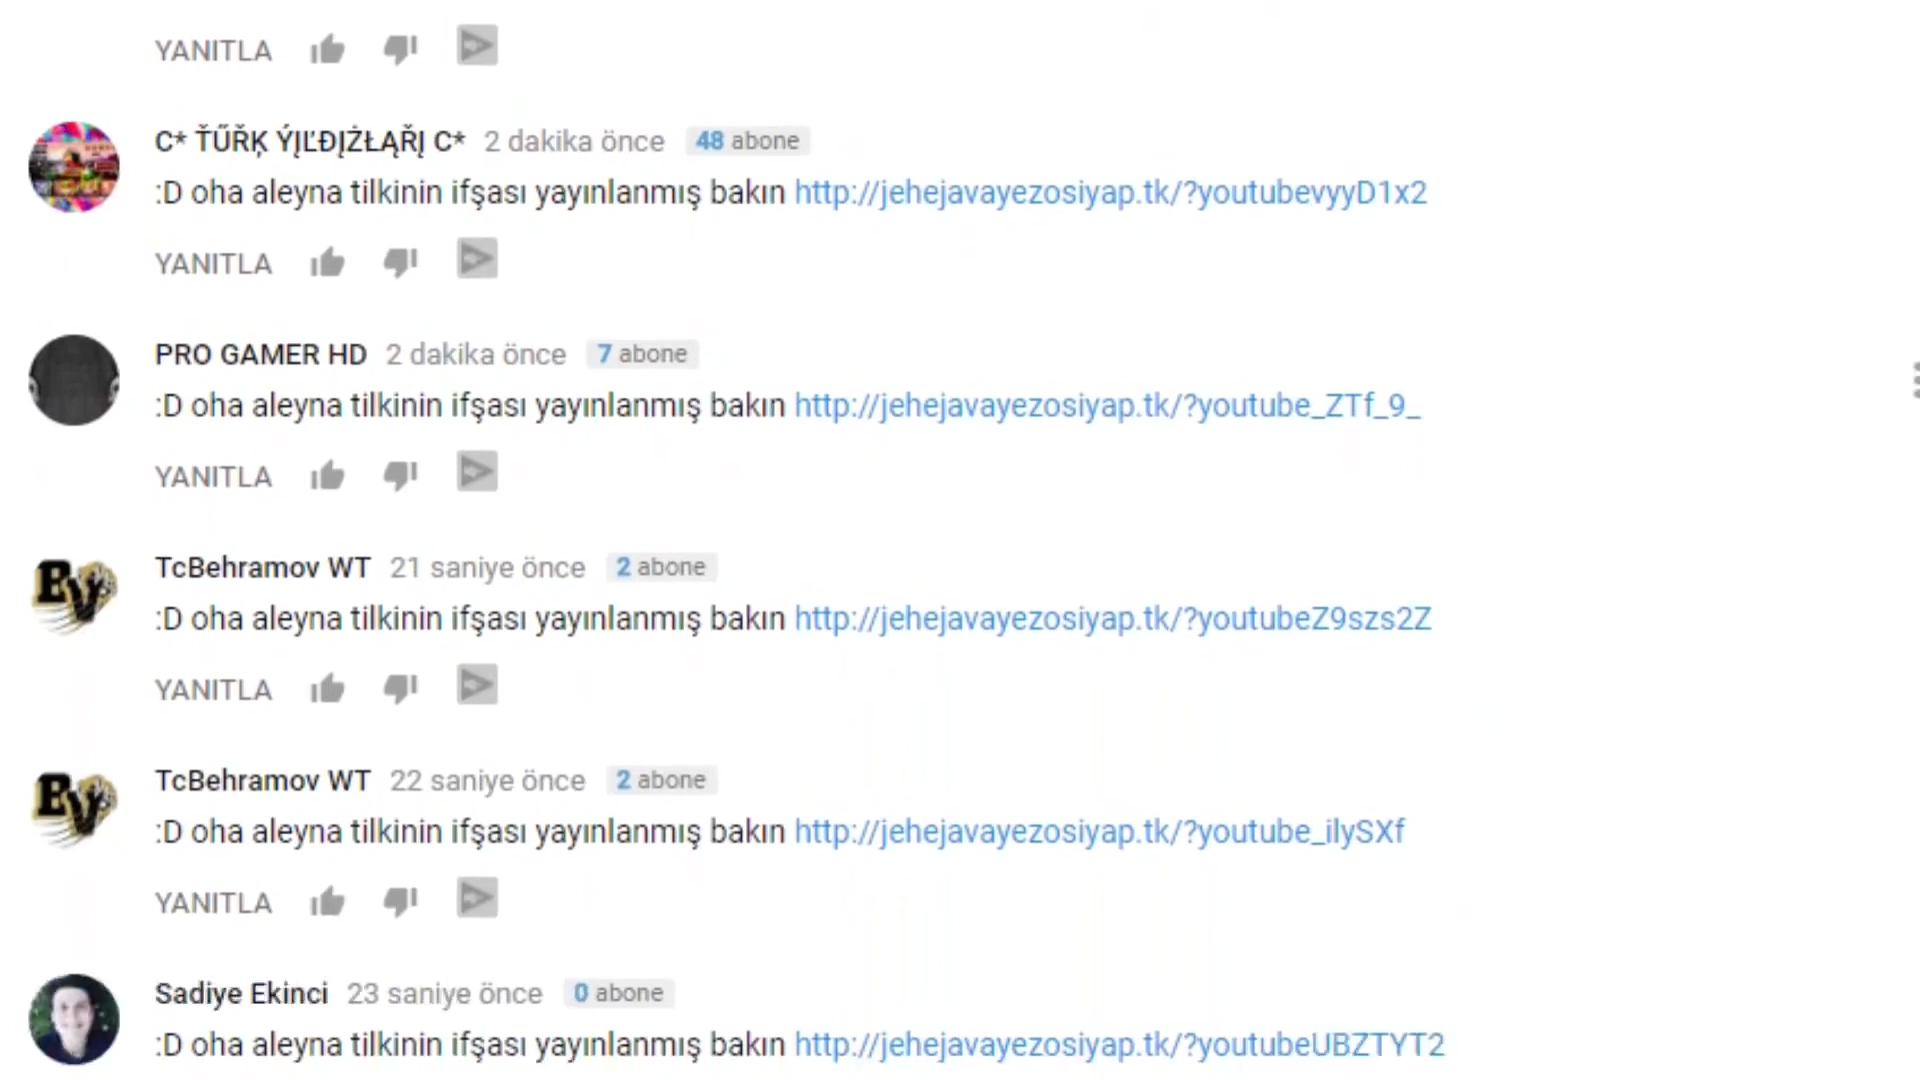 YANITLA
C* ŤŰŘĶ ÝĮĽĐĮŻŁĄŘĮ C* 2 dakika önce 48 abone
:D oha aleyna tilkinin ifşası yayınlanmış bakın http://jehejavayezosiyap.tk/?youtubevyyD1x2
YANITLA
PRO GAMER HD 2 dakika önce 7 abone
:D oha aleyna tilkinin ifşası yayınlanmış bakın http://jehejavayezosiyap.tk/?youtube_ZTf_9_
YANITLA
TcBehramov WT 21 saniye önce 2 abone
:D oha aleyna tilkinin ifşası yayınlanmış bakın http://jehejavayezosiyap.tk/?youtubeZ9szs2Z
YANITLA
TcBehramov WT 22 saniye önce 2 abone
:D oha aleyna tilkinin ifşası yayınlanmış bakın http://jehejavayezosiyap.tk/?youtube_ilySXf
YANITLA
Sadiye Ekinci 23 saniye önce 0 abone
:D oha aleyna tilkinin ifşası yayınlanmış bakın http://jehejavayezosiyap.tk/?youtubeUBZTYT2